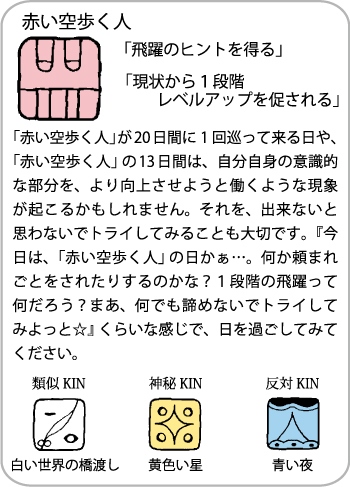 赤い空歩く人
「飛躍のヒントを得る」
「現状から１段階
レベルアップを促される」
「赤い空歩く人」が20日間に１回巡って来る日や、
「赤い空歩く人」の13日間は、自分自身の意識的
な部分を、より向上させようと働くような現象
が起こるかもしれません。それを、出来ないと
思わないでトライしてみることも大切です。『今
日は、「赤い空歩く人」の日かぁ…。何か頼まれ
ごとをされたりするのかな？１段階の飛躍って
何だろう？まあ、何でも諦めないでトライして
みよっと☆』くらいな感じで、日を過ごしてみて
ください。
類似 KIN 神秘 KIN 反対 KIN
白い世界の橋渡し 黄色い星 青い夜